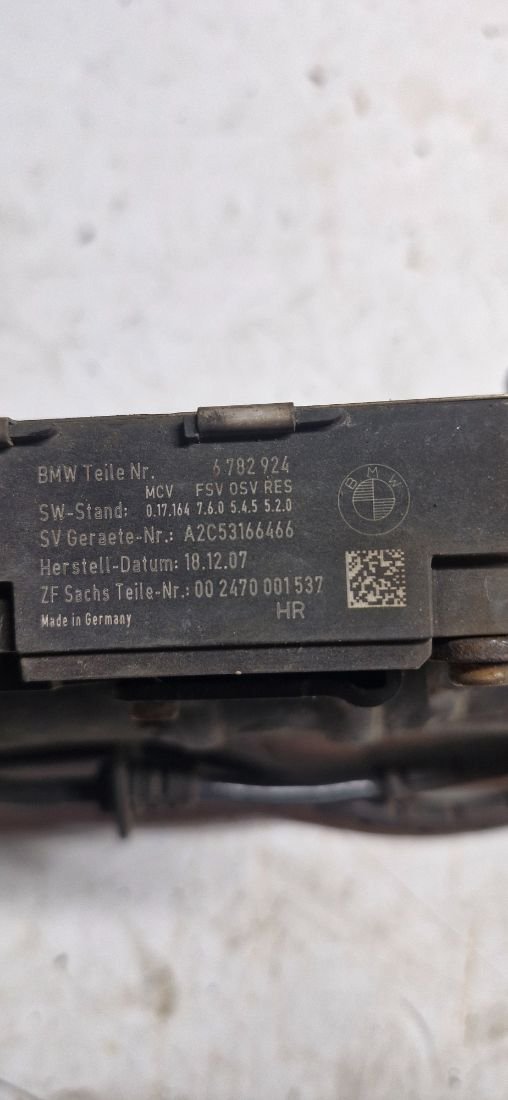 BMW Teile Nr. 6 782 924
MCV FSV OSV RES
SW-Stand: 0.17.164 7.6.0 5.4.5 5.2.0
SV Geraete-Nr.: A2C53166466
Herstell-Datum: 18.12.07
ZF Sachs Teile-Nr.: 00 2470 001 537
Made in Germany
HR
BMW